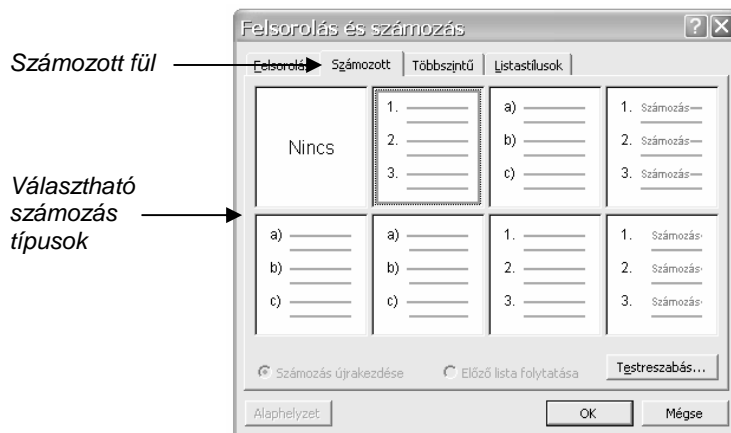 Felsorolás és számozás
Számozott fül
Felsorolás Számozott Többszintű Listastílusok
Nincs
1.
2.
3.
a)
b)
c)
1. Számozás
2. Számozás
3. Számozás
Választható
számozás
típusok
a)
b)
c)
a)
b)
c)
1.
2.
3.
1. Számozás
2. Számozás
3. Számozás
Számozás újrakezdése Előző lista folytatása Testreszabás...
Alaphelyzet OK Mégse